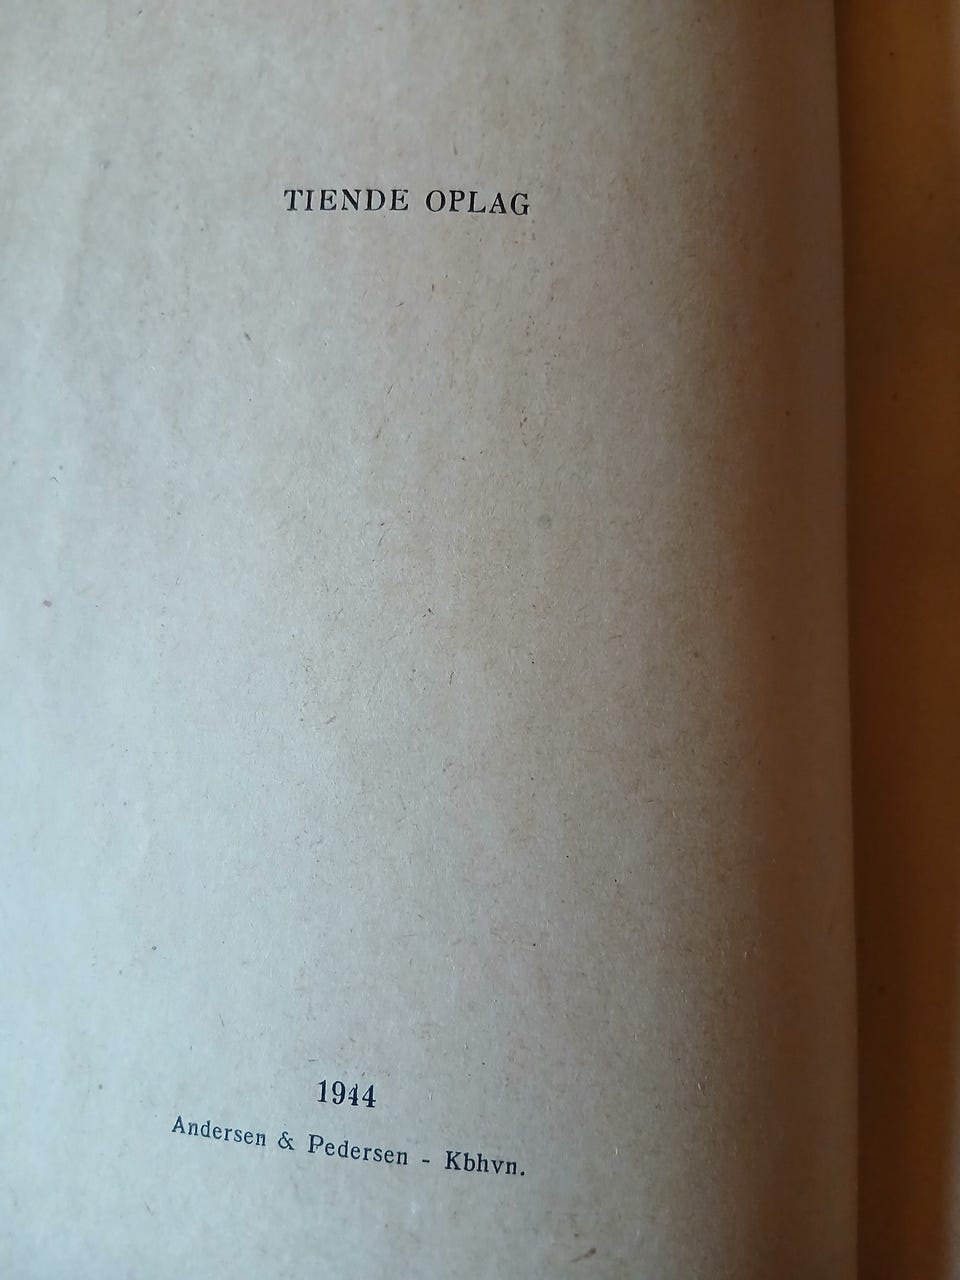 TIENDE OPLAG
1944
Andersen & Pedersen - Kbhvn.